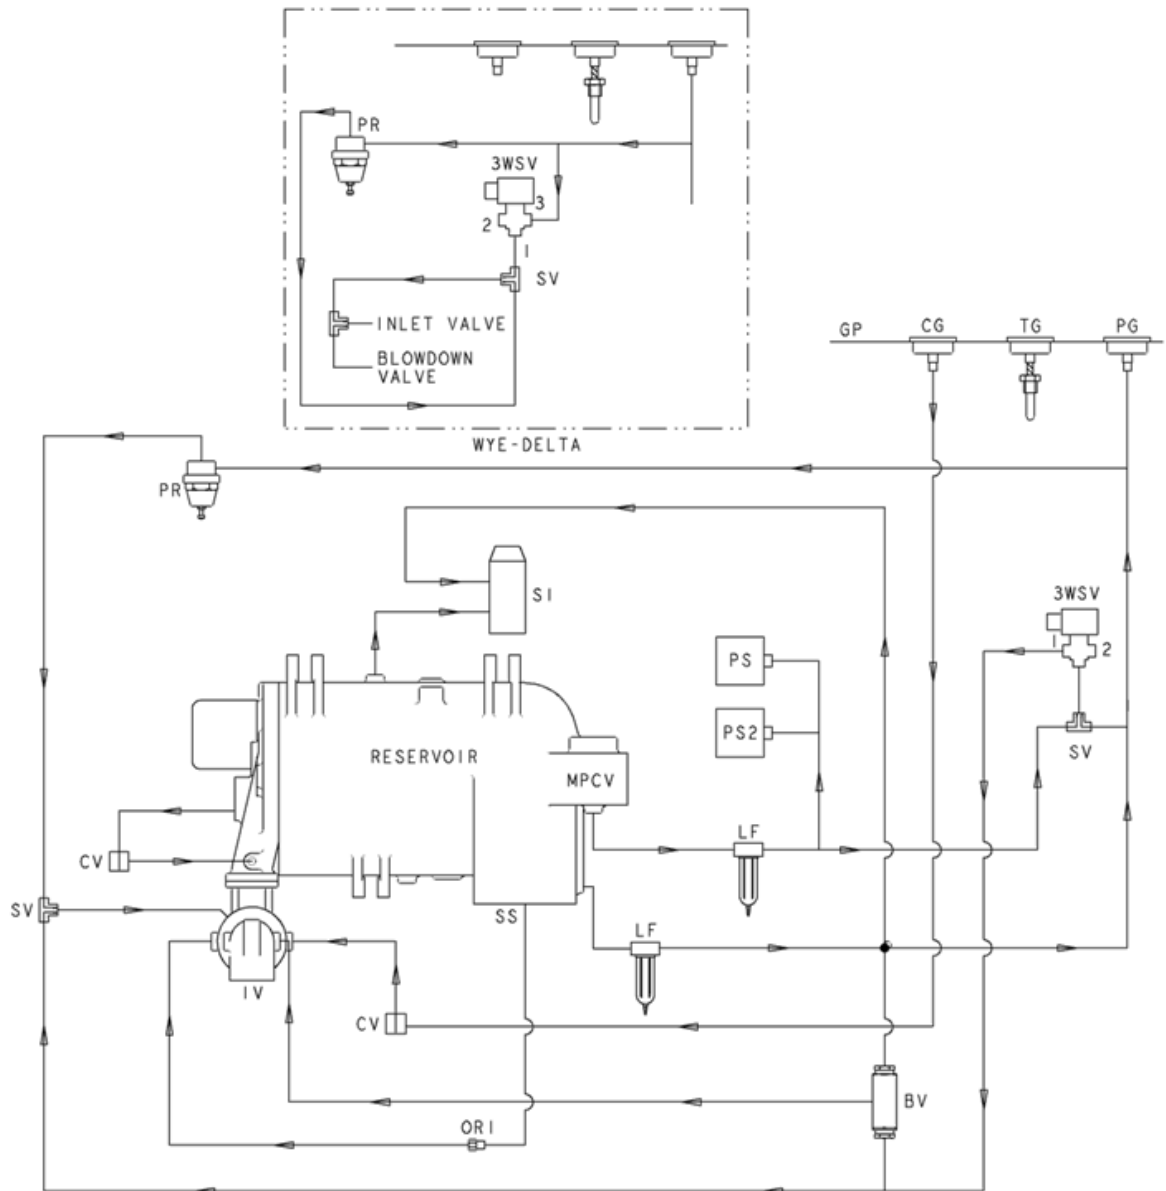 PR
3WSV
3
2
1
SV
INLET VALVE
BLOWDOWN
VALVE
WYE-DELTA
GP
CG
TG
PG
PR
SI
3WSV
1
2
PS
PS2
SV
RESERVOIR
MPCV
LF
CV
SV
SS
LF
IV
CV
BV
ORI